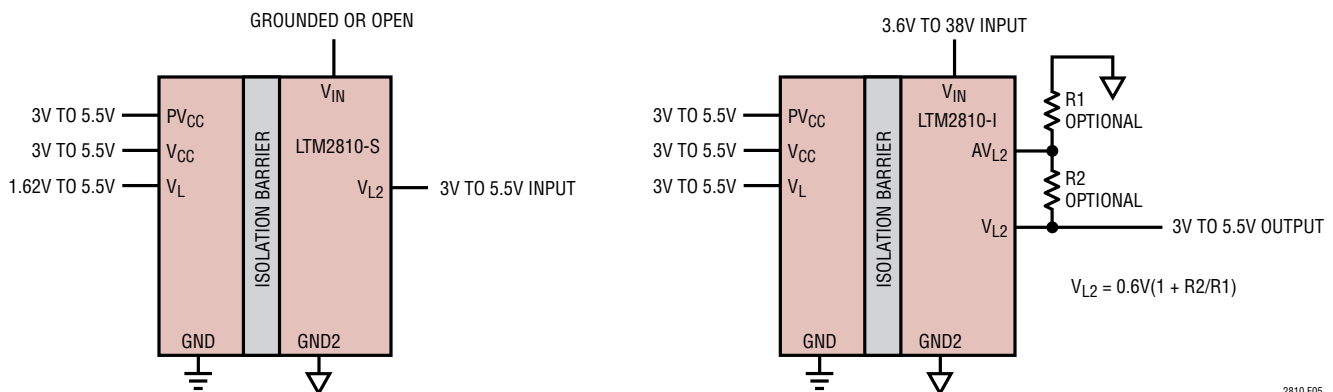 GROUNDED OR OPEN
V_IN
3V TO 5.5V
PV_CC
3V TO 5.5V
V_CC
LTM2810-S
1.62V TO 5.5V
V_L
V_L2
3V TO 5.5V INPUT
ISOLATION BARRIER
GND
GND2
3.6V TO 38V INPUT
V_IN
R1
OPTIONAL
3V TO 5.5V
PV_CC
LTM2810-I
3V TO 5.5V
V_CC
AV_L2
3V TO 5.5V
V_L
R2
OPTIONAL
V_L2
3V TO 5.5V OUTPUT
ISOLATION BARRIER
V_L2 = 0.6V(1 + R2/R1)
GND
GND2
2810 F05